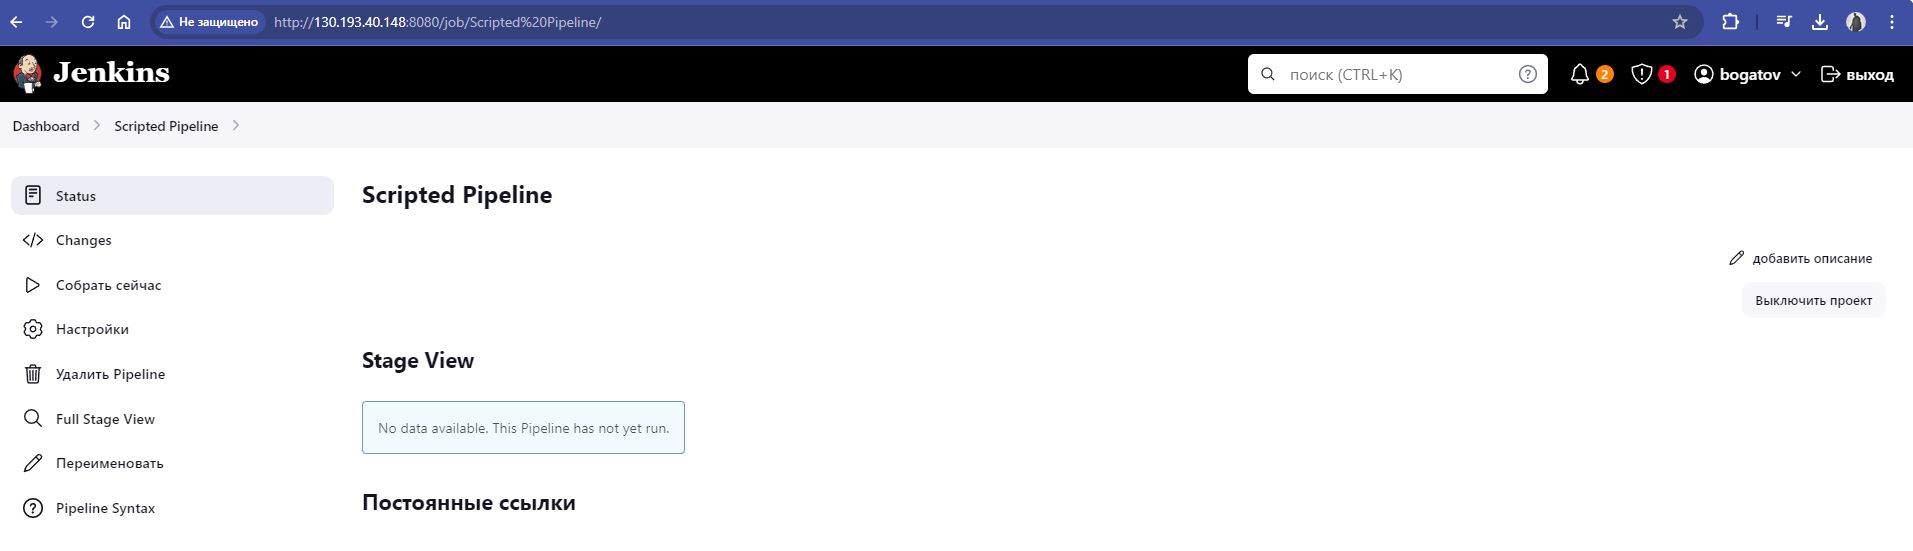 Не защищено http://130.193.40.148:8080/job/Scripted%20Pipeline/
Jenkins
поиск (CTRL+K)
2
1
bogatov
выход
Dashboard
Scripted Pipeline
Status
Changes
Собрать сейчас
Настройки
Удалить Pipeline
Full Stage View
Переименовать
Pipeline Syntax
Scripted Pipeline
добавить описание
Выключить проект
Stage View
No data available. This Pipeline has not yet run.
Постоянные ссылки